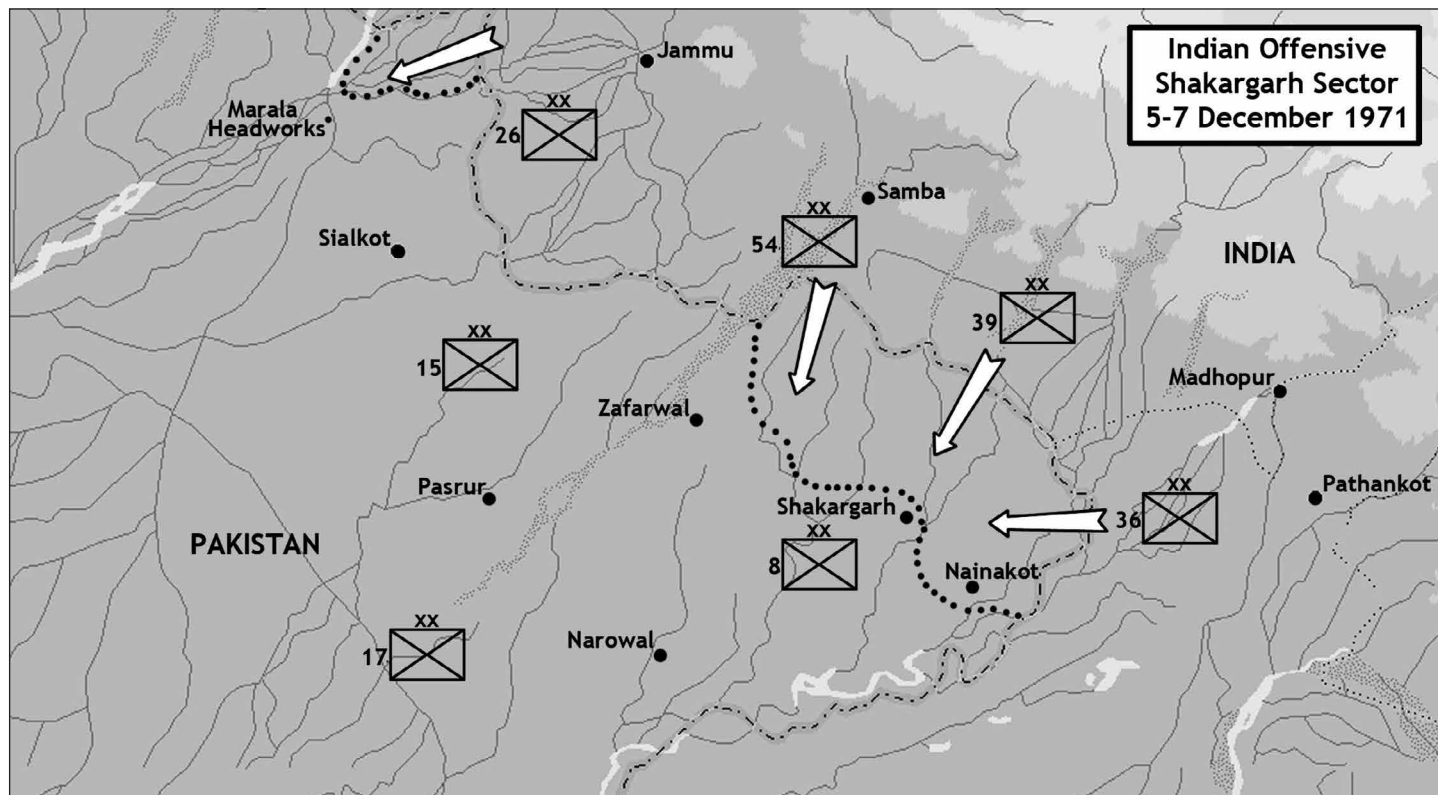 Indian Offensive
Shakargarh Sector
5-7 December 1971
Jammu
Marala
Headworks
xx
26
Samba
xx
54
Sialkot
INDIA
xx
39
xx
15
Madhopur
Zafarwal
Pasrur
Shakargarh
xx
36
Pathankot
PAKISTAN
xx
8
Nainakot
xx
17
Narowal